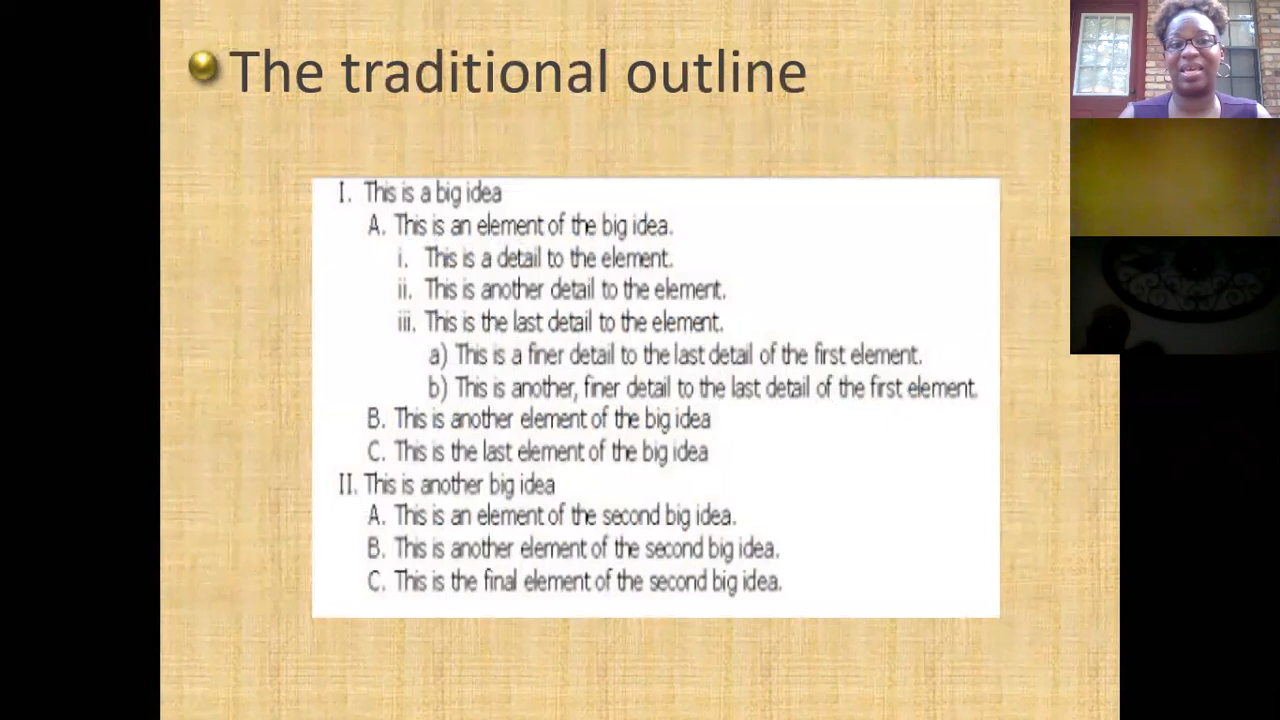 The traditional outline
I. This is a big idea
A. This is an element of the big idea.
i. This is a detail to the element.
ii. This is another detail to the element.
iii. This is the last detail to the element.
a) This is a finer detail to the last detail of the first element.
b) This is another, finer detail to the last detail of the first element.
B. This is another element of the big idea
C. This is the last element of the big idea
II. This is another big idea
A. This is an element of the second big idea.
B. This is another element of the second big idea.
C. This is the final element of the second big idea.